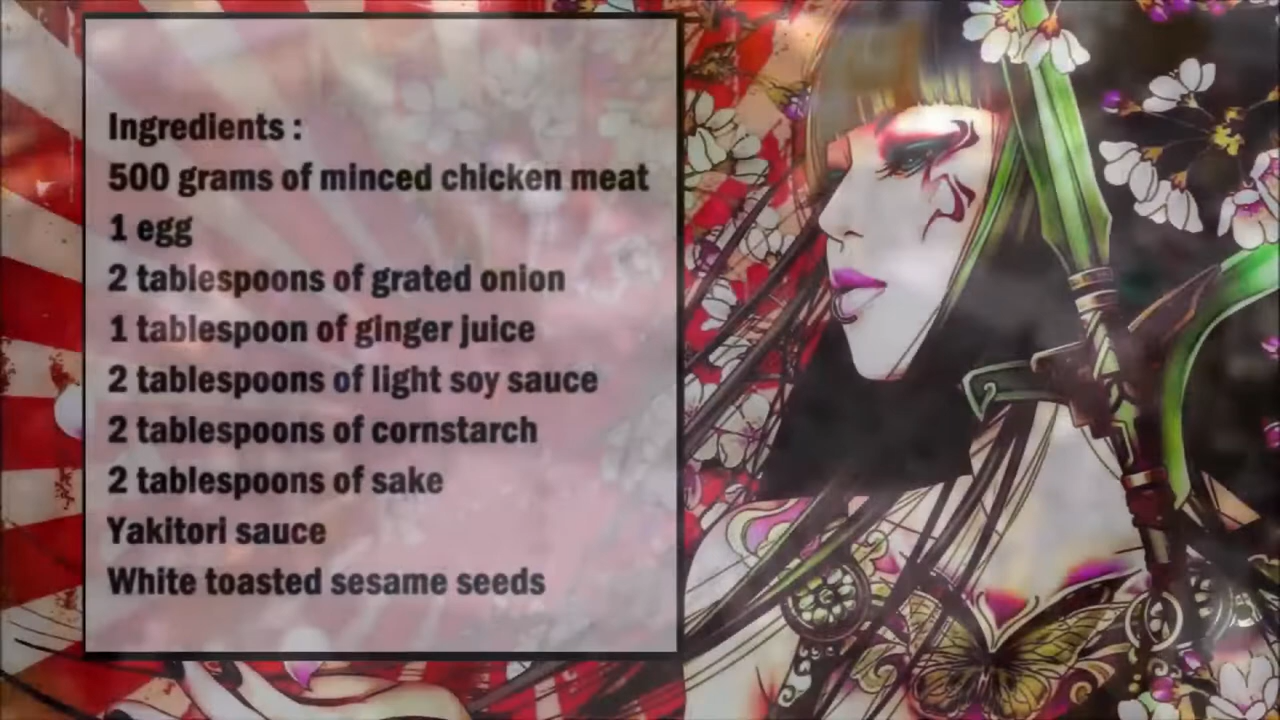 Ingredients :
500 grams of minced chicken meat
1 egg
2 tablespoons of grated onion
1 tablespoon of ginger juice
2 tablespoons of light soy sauce
2 tablespoons of cornstarch
2 tablespoons of sake
Yakitori sauce
White toasted sesame seeds